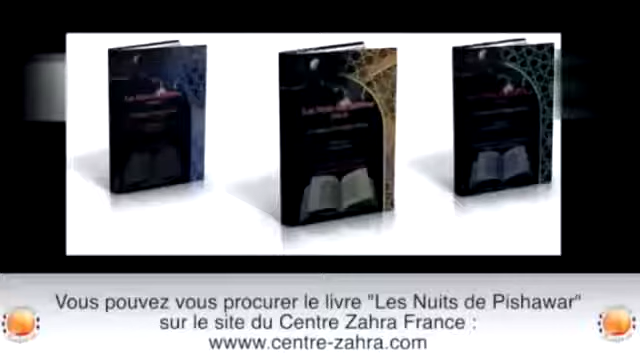 Vous pouvez vous procurer le livre "Les Nuits de Pishawar"
sur le site du Centre Zahra France :
www.centre-zahra.com